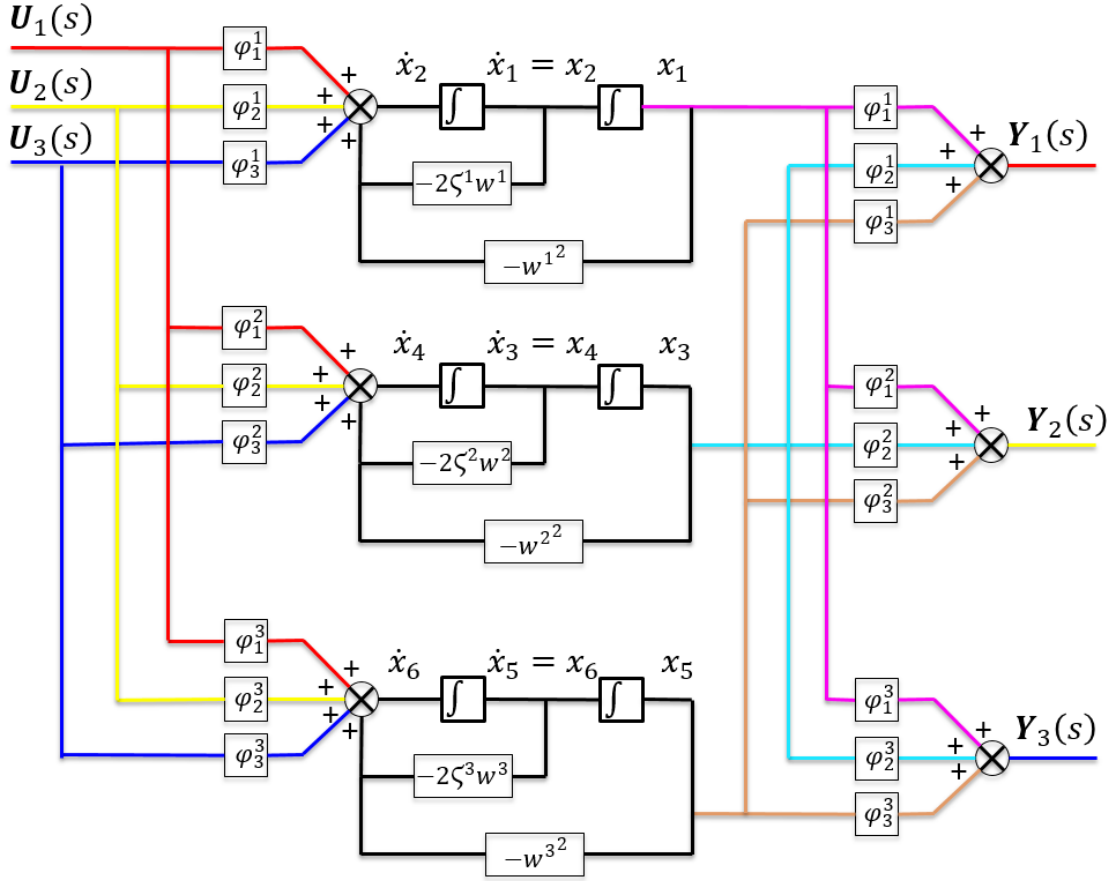 U₁(s)
φ₁¹
U₂(s)
φ₂¹
U₃(s)
φ₃¹
+
+
+
+
ẋ₂
∫
ẋ₁ = x₂
∫
x₁
−2ζ¹w¹
−w¹²
φ₁¹
φ₂¹
φ₃¹
+
+
+
Y₁(s)
φ₁²
φ₂²
φ₃²
+
+
+
+
ẋ₄
∫
ẋ₃ = x₄
∫
x₃
−2ζ²w²
−w²²
φ₁²
φ₂²
φ₃²
+
+
+
Y₂(s)
φ₁³
φ₂³
φ₃³
+
+
+
+
ẋ₆
∫
ẋ₅ = x₆
∫
x₅
−2ζ³w³
−w³²
φ₁³
φ₂³
φ₃³
+
+
+
Y₃(s)